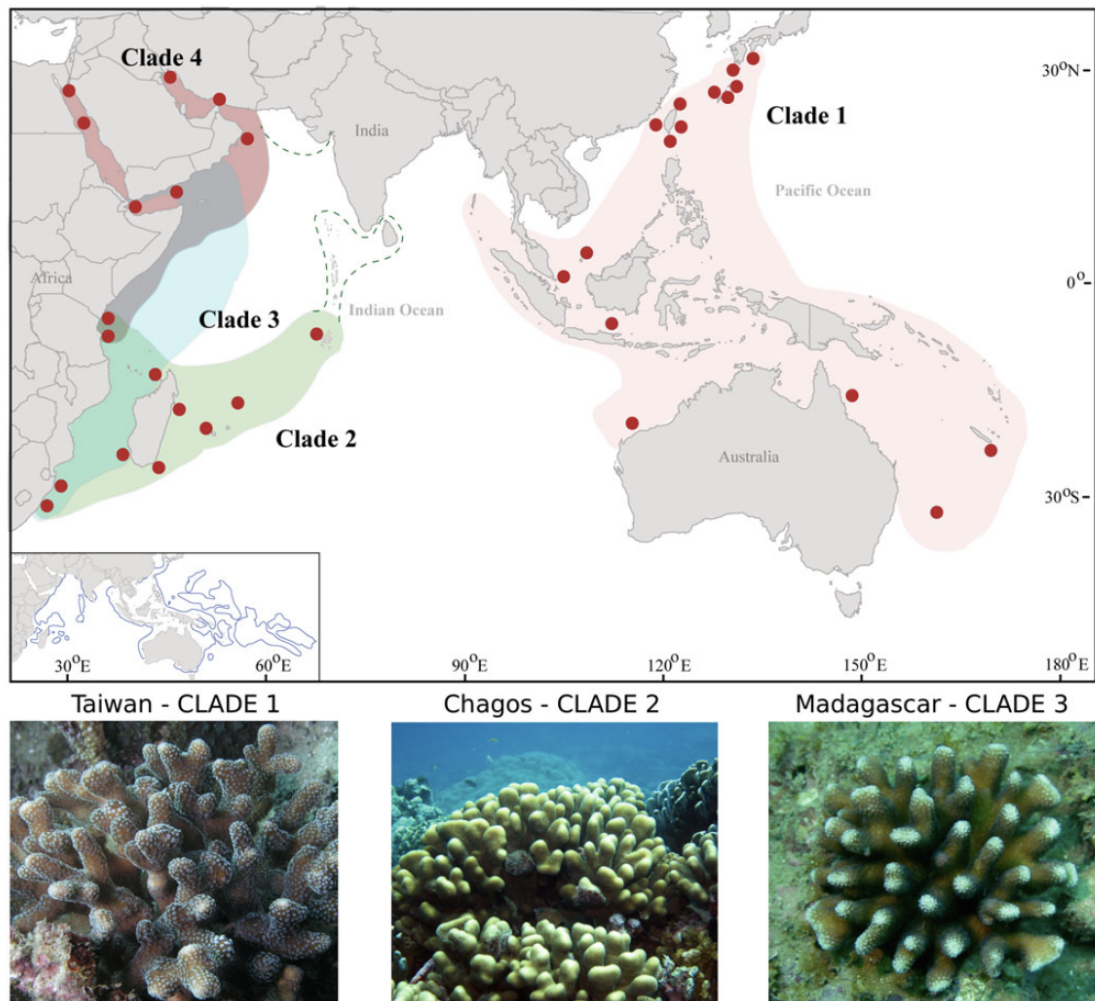 Clade 4
India
Clade 1
30°N
Pacific Ocean
Africa
0°
Clade 3
Indian Ocean
Clade 2
Australia
30°S
30°E
60°E
90°E
120°E
150°E
180°E
Taiwan - CLADE 1
Chagos - CLADE 2
Madagascar - CLADE 3